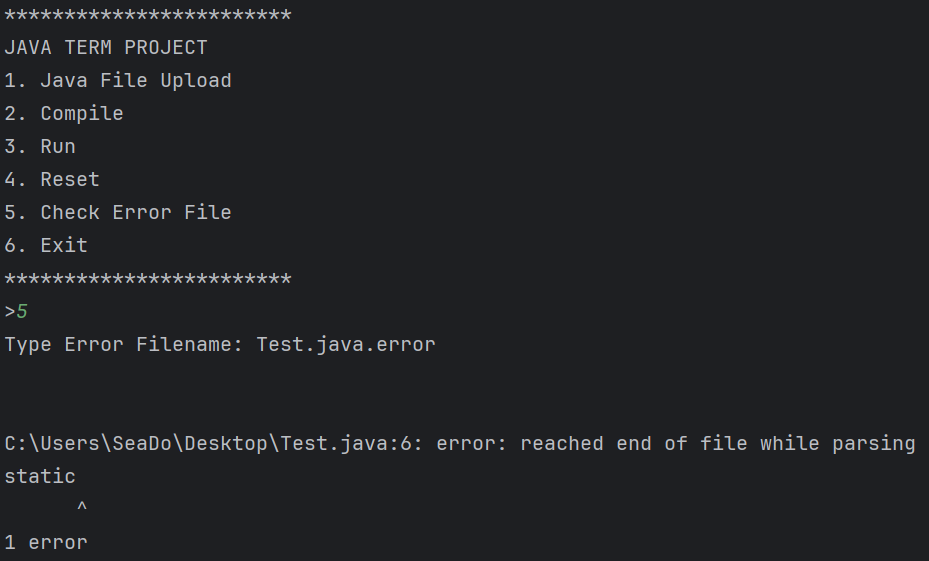 ************************
JAVA TERM PROJECT
1. Java File Upload
2. Compile
3. Run
4. Reset
5. Check Error File
6. Exit
************************
>5
Type Error Filename: Test.java.error
C:\Users\SeaDo\Desktop\Test.java:6: error: reached end of file while parsing
static
      ^
1 error